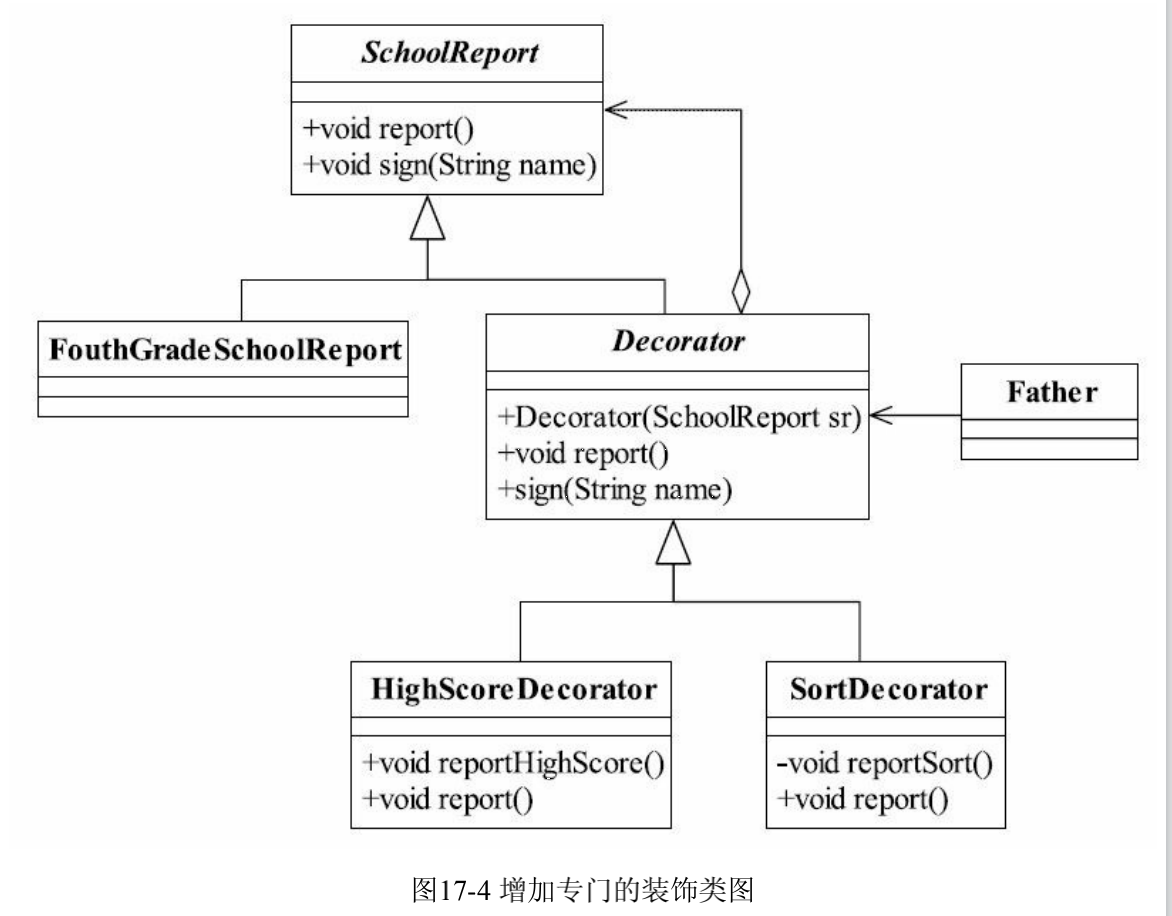 SchoolReport
+void report()
+void sign(String name)
FouthGradeSchoolReport
Decorator
+Decorator(SchoolReport sr)
+void report()
+sign(String name)
Father
HighScoreDecorator
+void reportHighScore()
+void report()
SortDecorator
-void reportSort()
+void report()
图17-4 增加专门的装饰类图